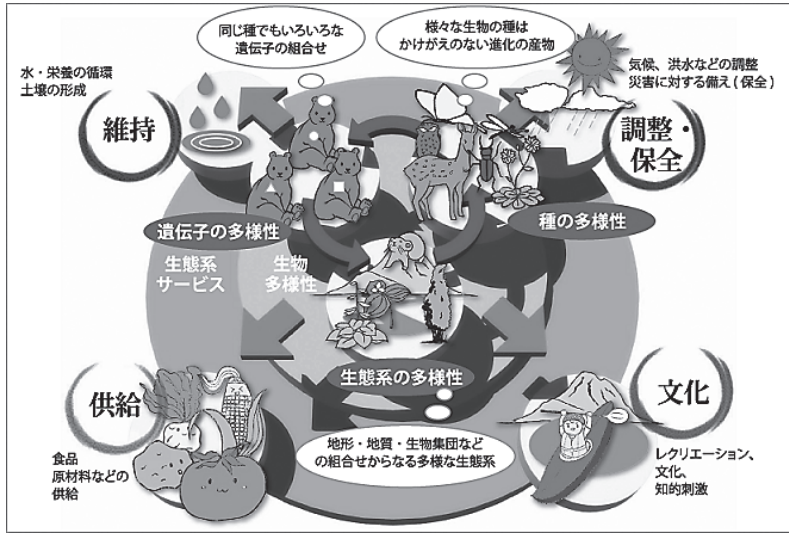 同じ種でもいろいろな
遺伝子の組合せ
様々な生物の種は
かけがえのない進化の産物
水・栄養の循環
土壌の形成
気候、洪水などの調整
災害に対する備え(保全)
維持
調整・
保全
遺伝子の多様性
種の多様性
生態系
サービス
生物
多様性
生態系の多様性
供給
文化
地形・地質・生物集団など
の組合せからなる多様な生態系
食品
原材料などの
供給
レクリエーション、
文化、
知的刺激